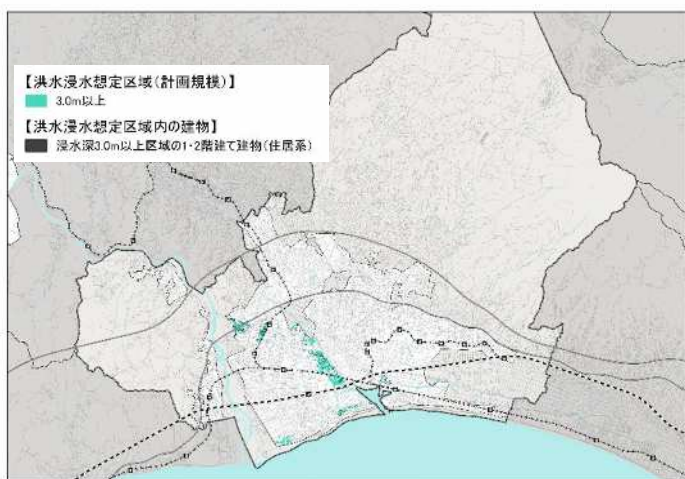 【洪水浸水想定区域(計画規模)】
3.0m以上
【洪水浸水想定区域内の建物】
浸水深3.0m以上区域の1・2階建て建物(住居系)